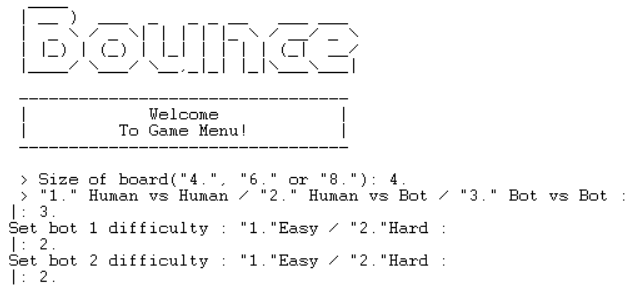 Bounce
Welcome
To Game Menu!
> Size of board("4.", "6." or "8."): 4.
> "1." Human vs Human / "2." Human vs Bot / "3." Bot vs Bot :
|: 3.
Set bot 1 difficulty : "1."Easy / "2."Hard :
|: 2.
Set bot 2 difficulty : "1."Easy / "2."Hard :
|: 2.